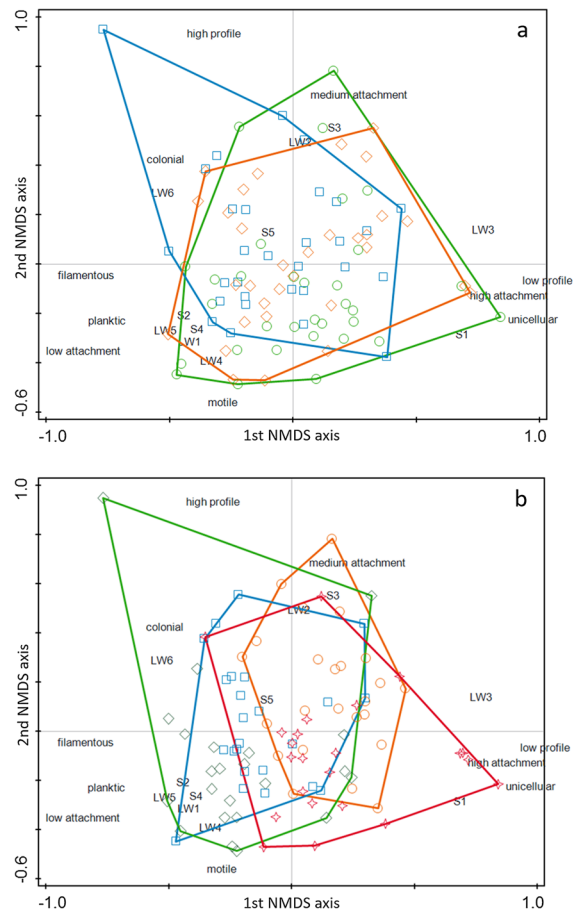 a
1.0
high profile
medium attachment
S3
LW2
colonial
LW6
LW3
S5
2nd NMDS axis
filamentous
low profile
high attachment
S2
planktic
unicellular
LW5 S4
S1
W1
low attachment
LW4
motile
-0.6
-1.0
1st NMDS axis
1.0
b
1.0
high profile
medium attachment
S3
LW2
colonial
LW6
LW3
S5
2nd NMDS axis
filamentous
low profile
high attachment
S2
planktic
unicellular
LW5 S4
S1
LW1
low attachment
LW4
motile
-0.6
-1.0
1st NMDS axis
1.0